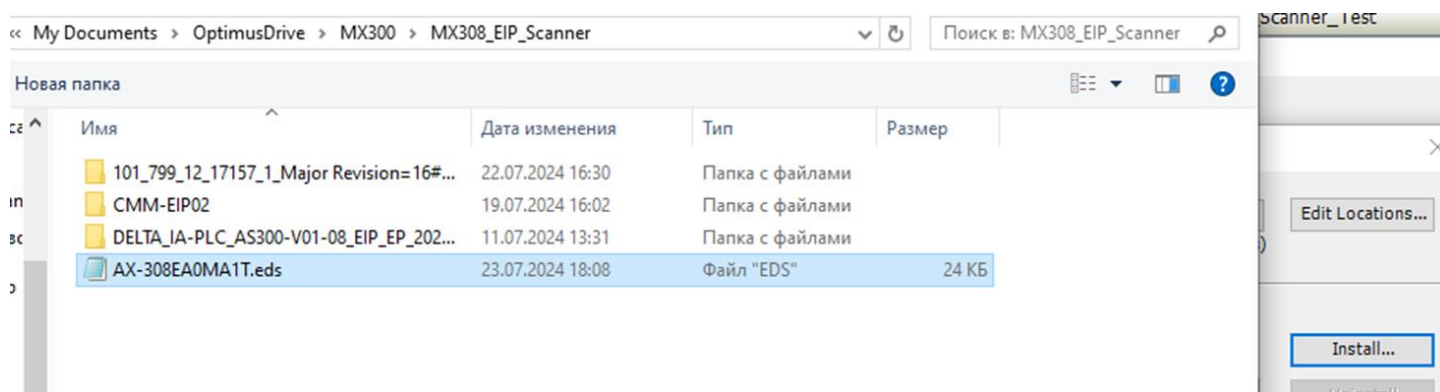 « My Documents > OptimusDrive > MX300 > MX308_EIP_Scanner
Поиск в: MX308_EIP_Scanner
Scanner_Test
Новая папка
Имя Дата изменения Тип Размер
101_799_12_17157_1_Major Revision=16#... 22.07.2024 16:30 Папка с файлами
CMM-EIP02 19.07.2024 16:02 Папка с файлами
DELTA_IA-PLC_AS300-V01-08_EIP_EP_202... 11.07.2024 13:31 Папка с файлами
AX-308EA0MA1T.eds 23.07.2024 18:08 Файл "EDS" 24 КБ
Edit Locations...
Install...